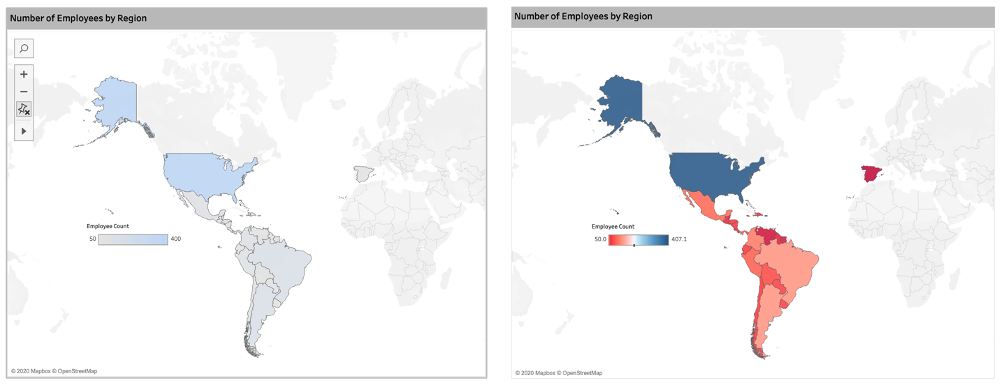 Number of Employees by Region
Employee Count
50 400
© 2020 Mapbox © OpenStreetMap
Number of Employees by Region
Employee Count
50.0 407.1
© 2020 Mapbox © OpenStreetMap